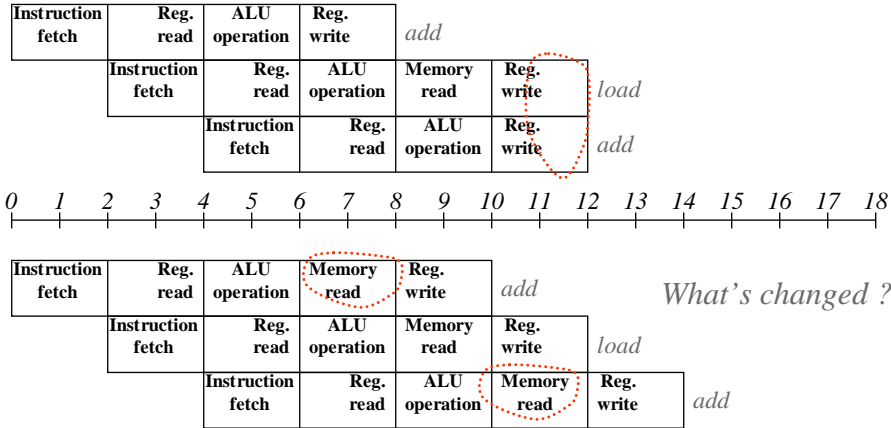 Instruction Reg. ALU Reg.
fetch read operation write add
Instruction Reg. ALU Memory Reg.
fetch read operation read write load
Instruction Reg. ALU Reg.
fetch read operation write add
0 1 2 3 4 5 6 7 8 9 10 11 12 13 14 15 16 17 18
Instruction Reg. ALU Memory Reg.
fetch read operation read write add What's changed ?
Instruction Reg. ALU Memory Reg.
fetch read operation read write load
Instruction Reg. ALU Memory Reg.
fetch read operation read write add